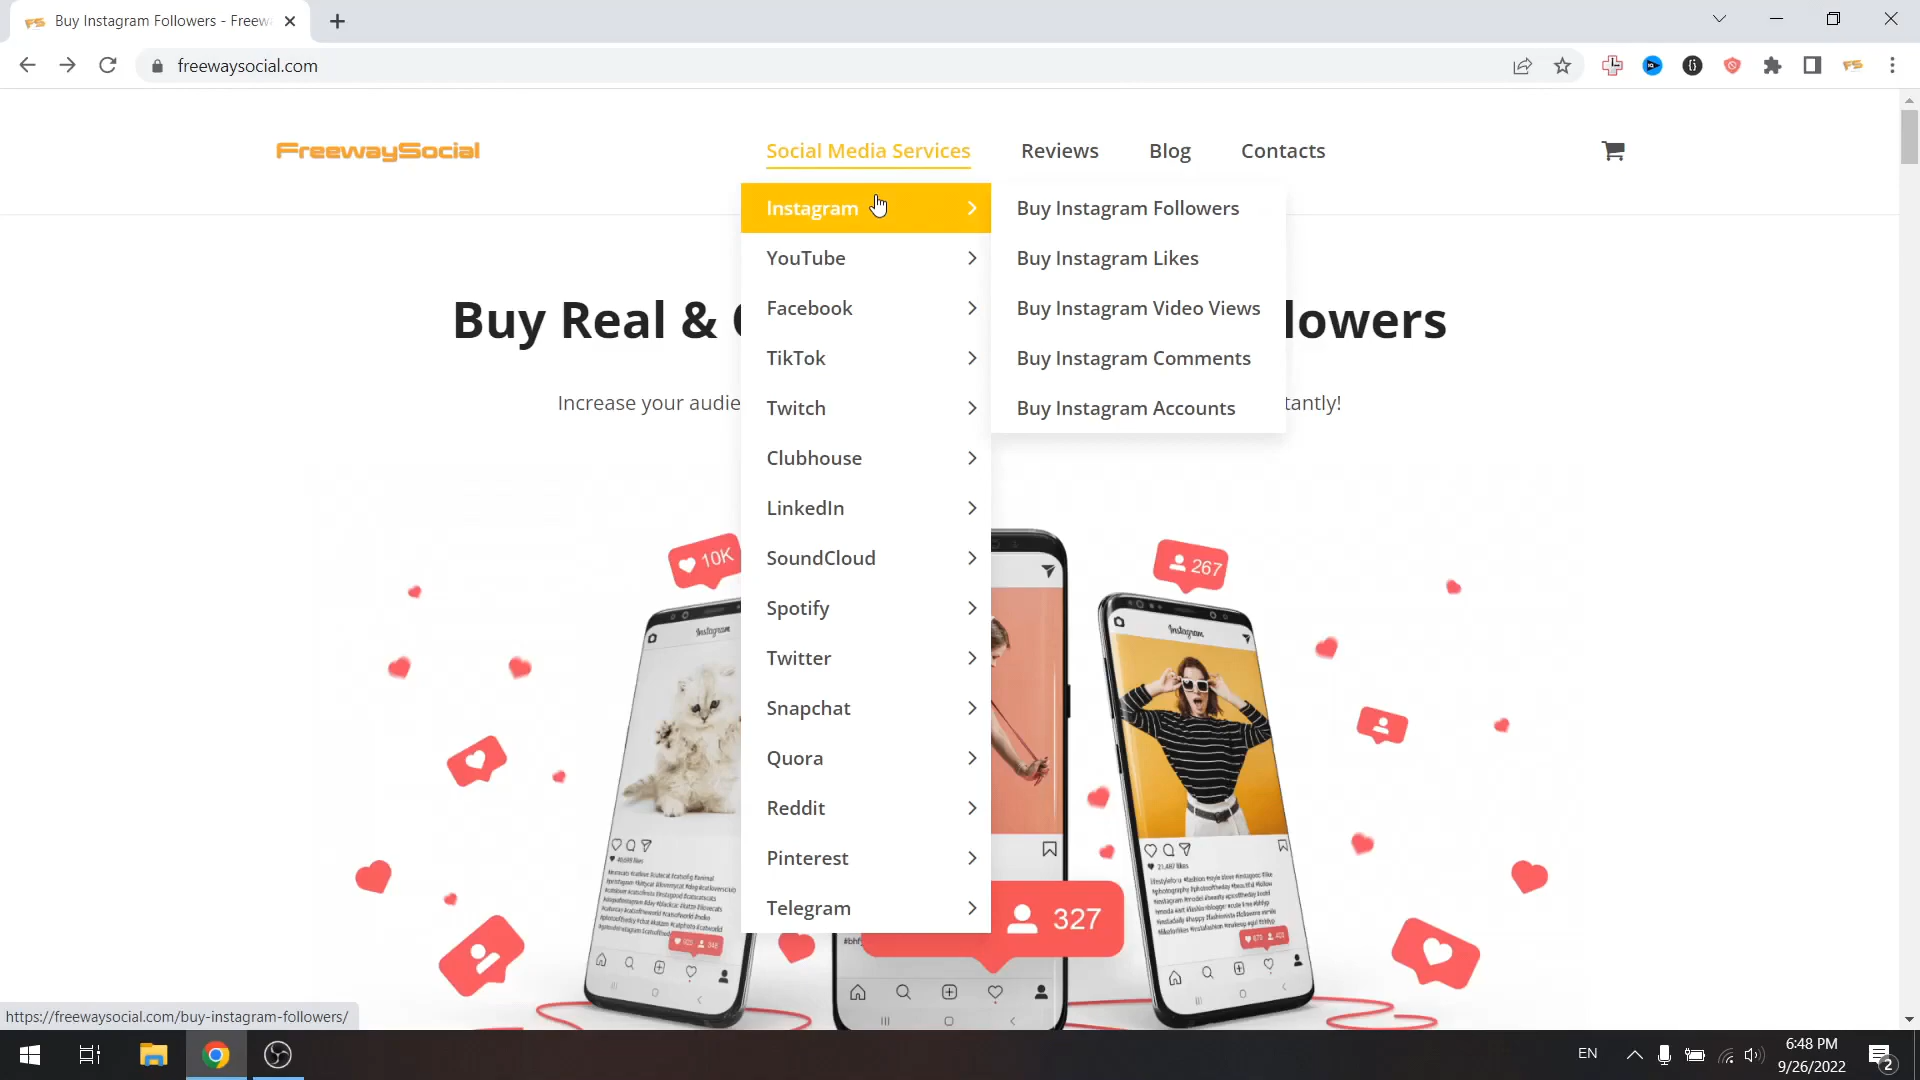 Buy Instagram Followers - Freew
freewaysocial.com
FreewaySocial
Social Media Services
Reviews
Blog
Contacts
Instagram
YouTube
Facebook
TikTok
Twitch
Clubhouse
LinkedIn
SoundCloud
Spotify
Twitter
Snapchat
Quora
Reddit
Pinterest
Telegram
Buy Instagram Followers
Buy Instagram Likes
Buy Instagram Video Views
Buy Instagram Comments
Buy Instagram Accounts
Buy Real &
lowers
Increase your audie
tantly!
10K
267
Instagram
Instagram
327
https://freewaysocial.com/buy-instagram-followers/
EN
6:48 PM
9/26/2022
2